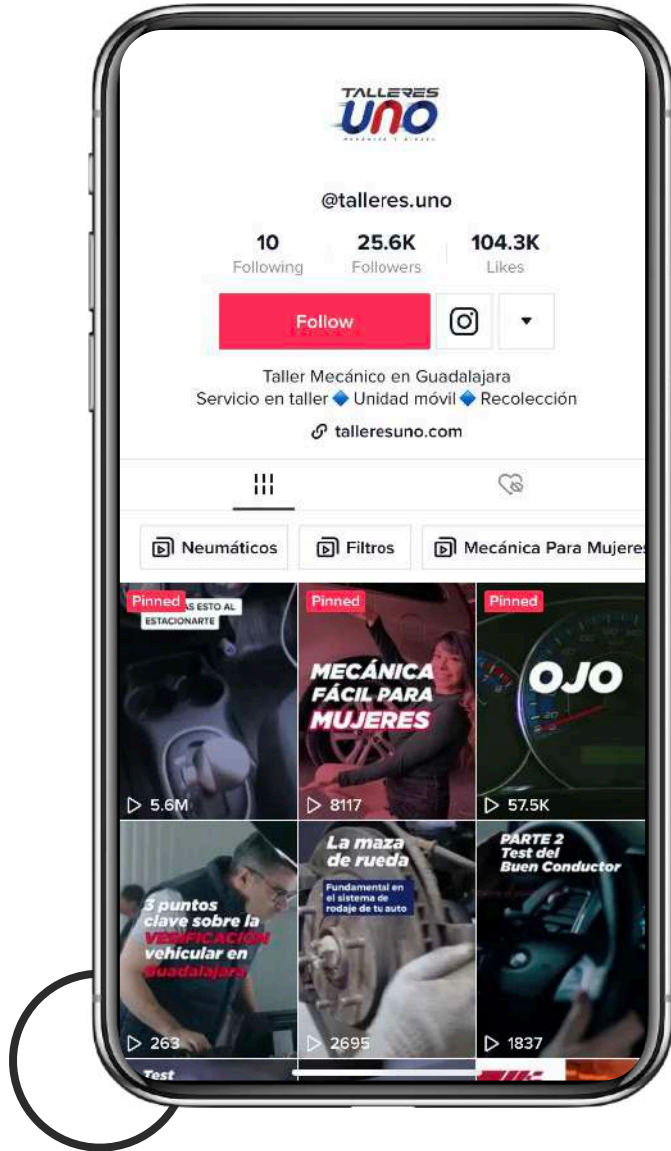 TALLERES
UNO
@talleres.uno
10
Following
25.6K
Followers
104.3K
Likes
Follow
Taller Mecánico en Guadalajara
Servicio en taller 🔷 Unidad móvil 🔷 Recolección
talleresuno.com
Neumáticos
Filtros
Mecánica Para Mujeres
Pinned
AS ESTO AL
ESTACIONARTE
5.6M
Pinned
MECÁNICA
FÁCIL PARA
MUJERES
8117
Pinned
OJO
57.5K
3 puntos
clave sobre la
VERIFICACIÓN
vehicular en
Guadalajara
263
La maza
de rueda
Fundamental en
el sistema de
rodaje de tu auto
2695
PARTE 2
Test del
Buen Conductor
1837
Test